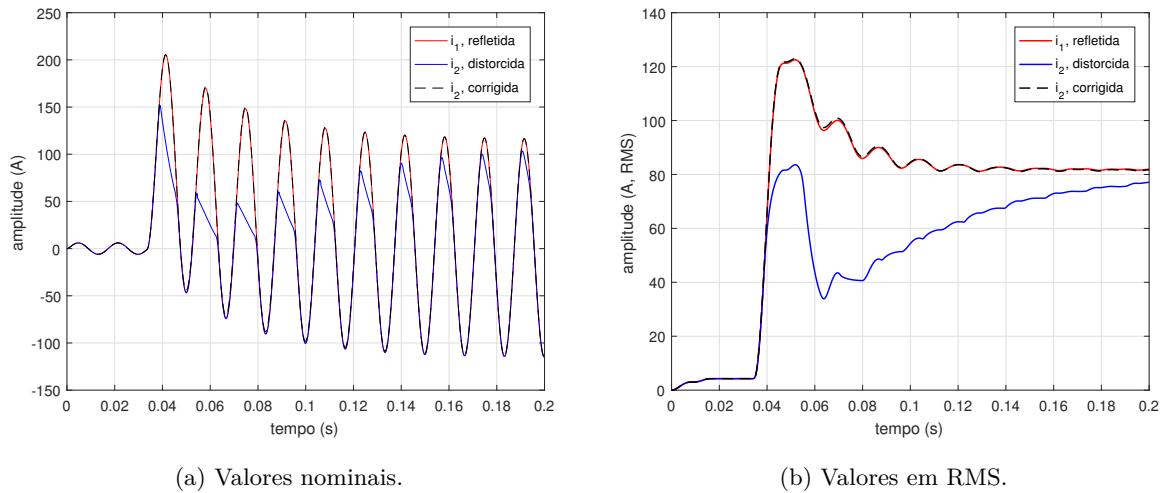 250
200
150
100
50
0
-50
-100
-150
amplitude (A)
0 0.02 0.04 0.06 0.08 0.1 0.12 0.14 0.16 0.18 0.2
tempo (s)
i1, refletida
i2, distorcida
i2, corrigida
(a) Valores nominais.
140
120
100
80
60
40
20
0
amplitude (A, RMS)
0 0.02 0.04 0.06 0.08 0.1 0.12 0.14 0.16 0.18 0.2
tempo (s)
i1, refletida
i2, distorcida
i2, corrigida
(b) Valores em RMS.